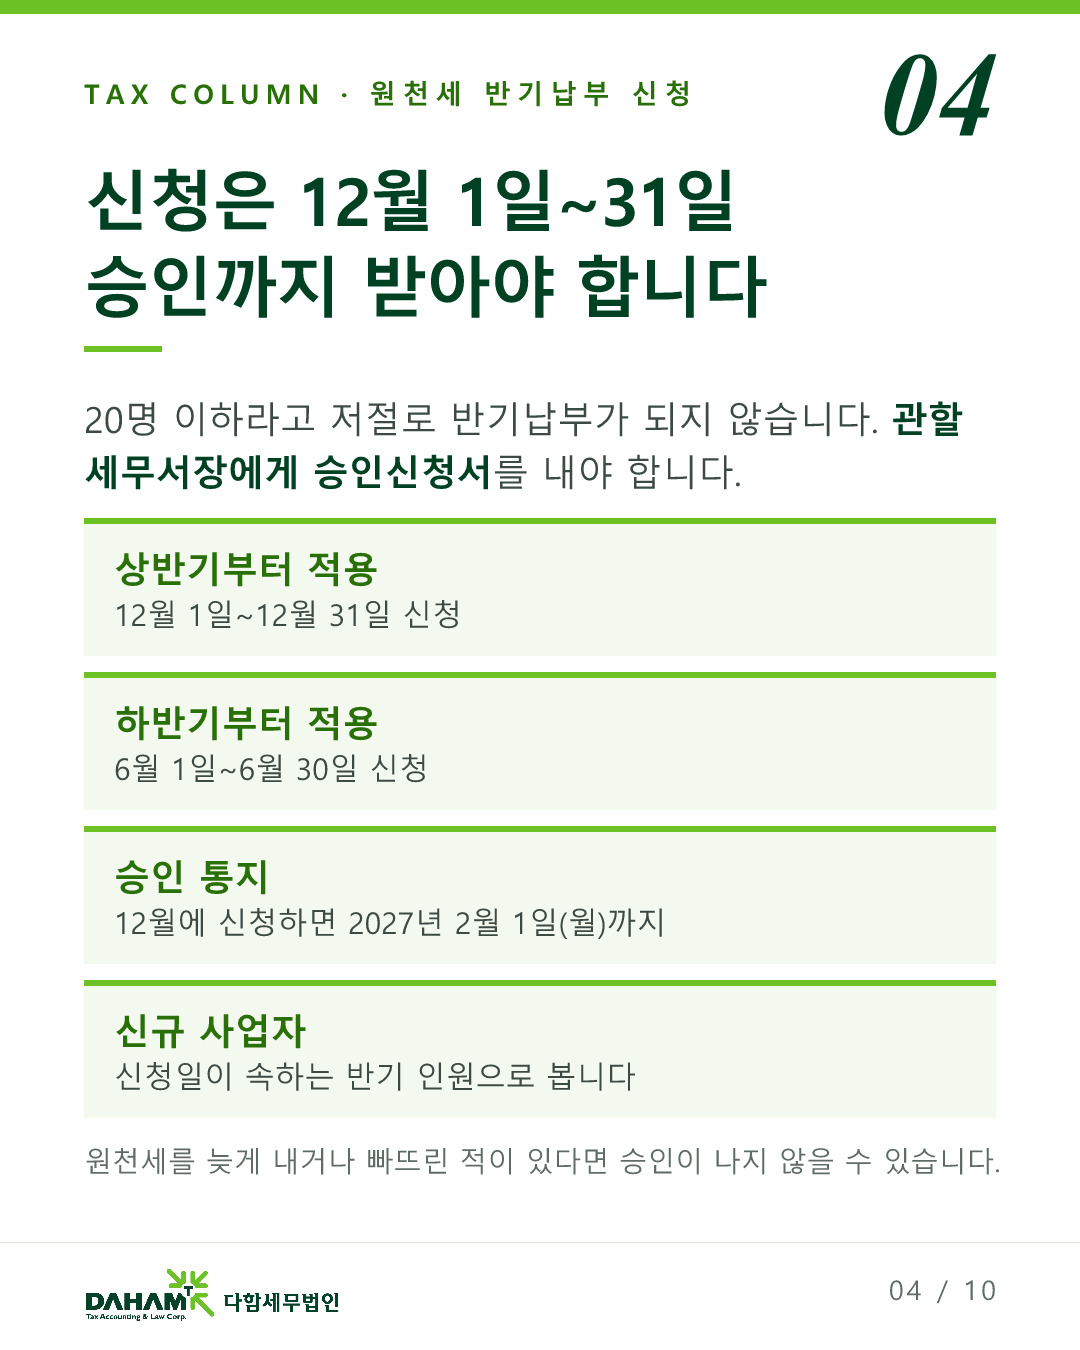 TAX COLUMN · 원천세 반기납부 신청
04
신청은 12월 1일~31일
승인까지 받아야 합니다
20명 이하라고 저절로 반기납부가 되지 않습니다. 관할
세무서장에게 승인신청서를 내야 합니다.
상반기부터 적용
12월 1일~12월 31일 신청
하반기부터 적용
6월 1일~6월 30일 신청
승인 통지
12월에 신청하면 2027년 2월 1일(월)까지
신규 사업자
신청일이 속하는 반기 인원으로 봅니다
원천세를 늦게 내거나 빠뜨린 적이 있다면 승인이 나지 않을 수 있습니다.
DAHAM T 다함세무법인
Tax Accounting & Law Corp.
04 / 10